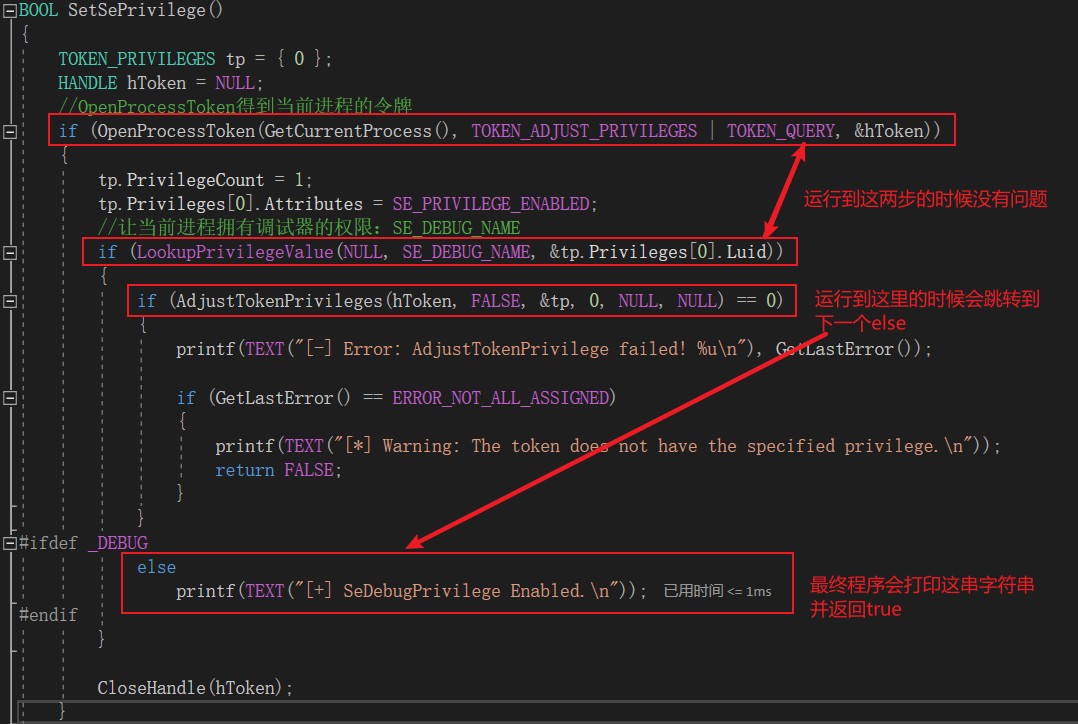 BOOL SetSePrivilege()
{
TOKEN_PRIVILEGES tp = { 0 };
HANDLE hToken = NULL;
//OpenProcessToken得到当前进程的令牌
if (OpenProcessToken(GetCurrentProcess(), TOKEN_ADJUST_PRIVILEGES | TOKEN_QUERY, &hToken))
{
tp.PrivilegeCount = 1;
tp.Privileges[0].Attributes = SE_PRIVILEGE_ENABLED;
运行到这两步的时候没有问题
//让当前进程拥有调试器的权限：SE_DEBUG_NAME
if (LookupPrivilegeValue(NULL, SE_DEBUG_NAME, &tp.Privileges[0].Luid))
{
if (AdjustTokenPrivileges(hToken, FALSE, &tp, 0, NULL, NULL) == 0)
运行到这里的时候会跳转到
下一个else
{
printf(TEXT("[-] Error: AdjustTokenPrivilege failed! %u\n"), GetLastError());
if (GetLastError() == ERROR_NOT_ALL_ASSIGNED)
{
printf(TEXT("[*] Warning: The token does not have the specified privilege.\n"));
return FALSE;
}
}
#ifdef _DEBUG
else
printf(TEXT("[+] SeDebugPrivilege Enabled.\n")); 已用时间 <= 1ms
最终程序会打印这串字符串
并返回true
#endif
}
CloseHandle(hToken);
}